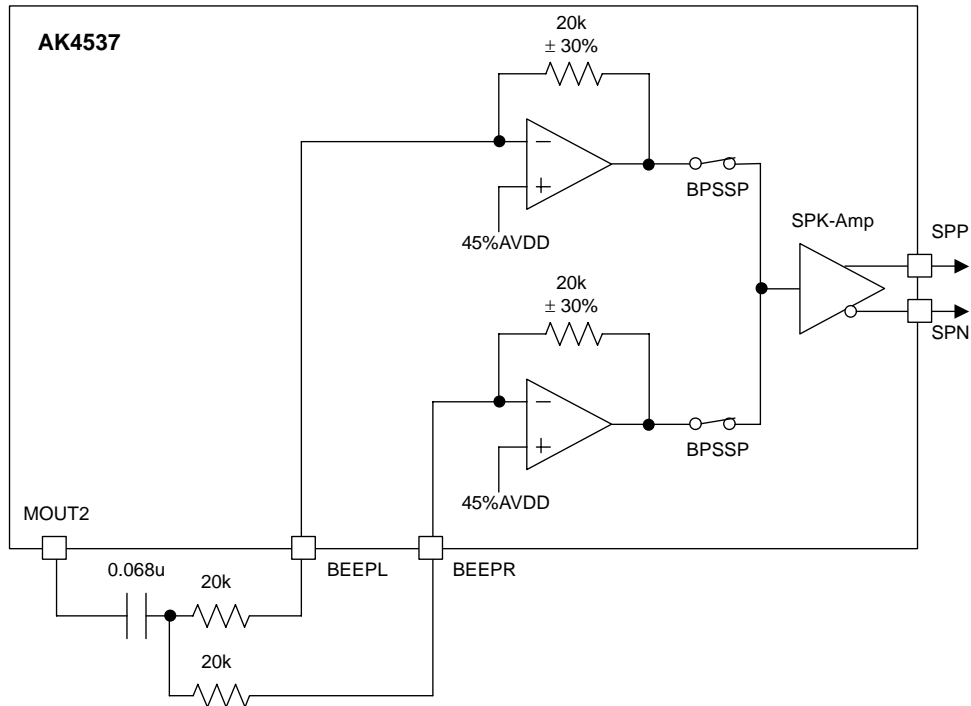 AK4537
20k
± 30%
−
+
45%AVDD
BPSSP
SPK-Amp
SPP
SPN
20k
± 30%
−
+
45%AVDD
BPSSP
MOUT2
BEEPL
BEEPR
0.068u
20k
20k